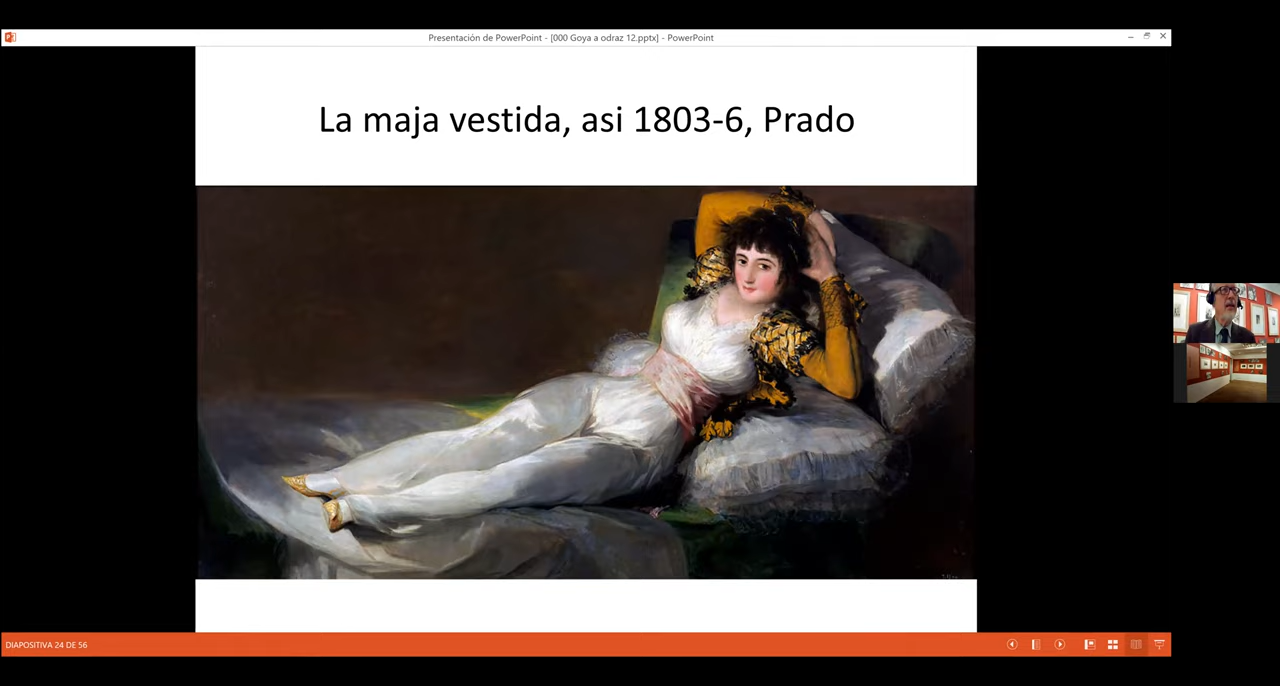 Presentación de PowerPoint - [000 Goya a odraz 12.pptx] - PowerPoint
La maja vestida, asi 1803-6, Prado
DIAPOSITIVA 24 DE 56